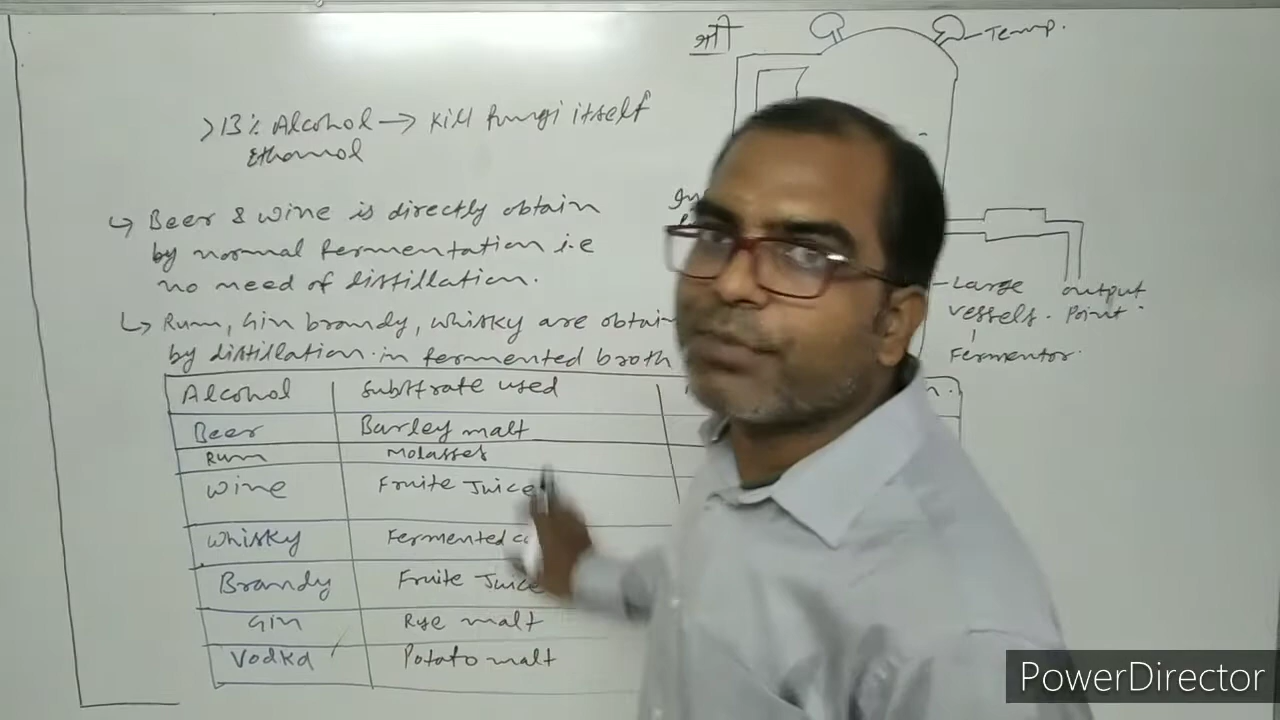 श्री
Temp.
>13% Alcohol → Kill fungi itself
Ethanol
↳ Beer & wine is directly obtain
by normal fermentation i.e
no need of distillation.
↳ Rum, Gin brandy, whisky are obtain
by distillation in fermented broth
Large
vessels.
Fermentor.
output
Point.
Alcohol Substrate used
Beer Barley malt
Rum Molasses
Wine Fruite Juice
Whisky Fermented
Brandy Fruite Juice
Gin Rye malt
Vodka Potato malt
PowerDirector